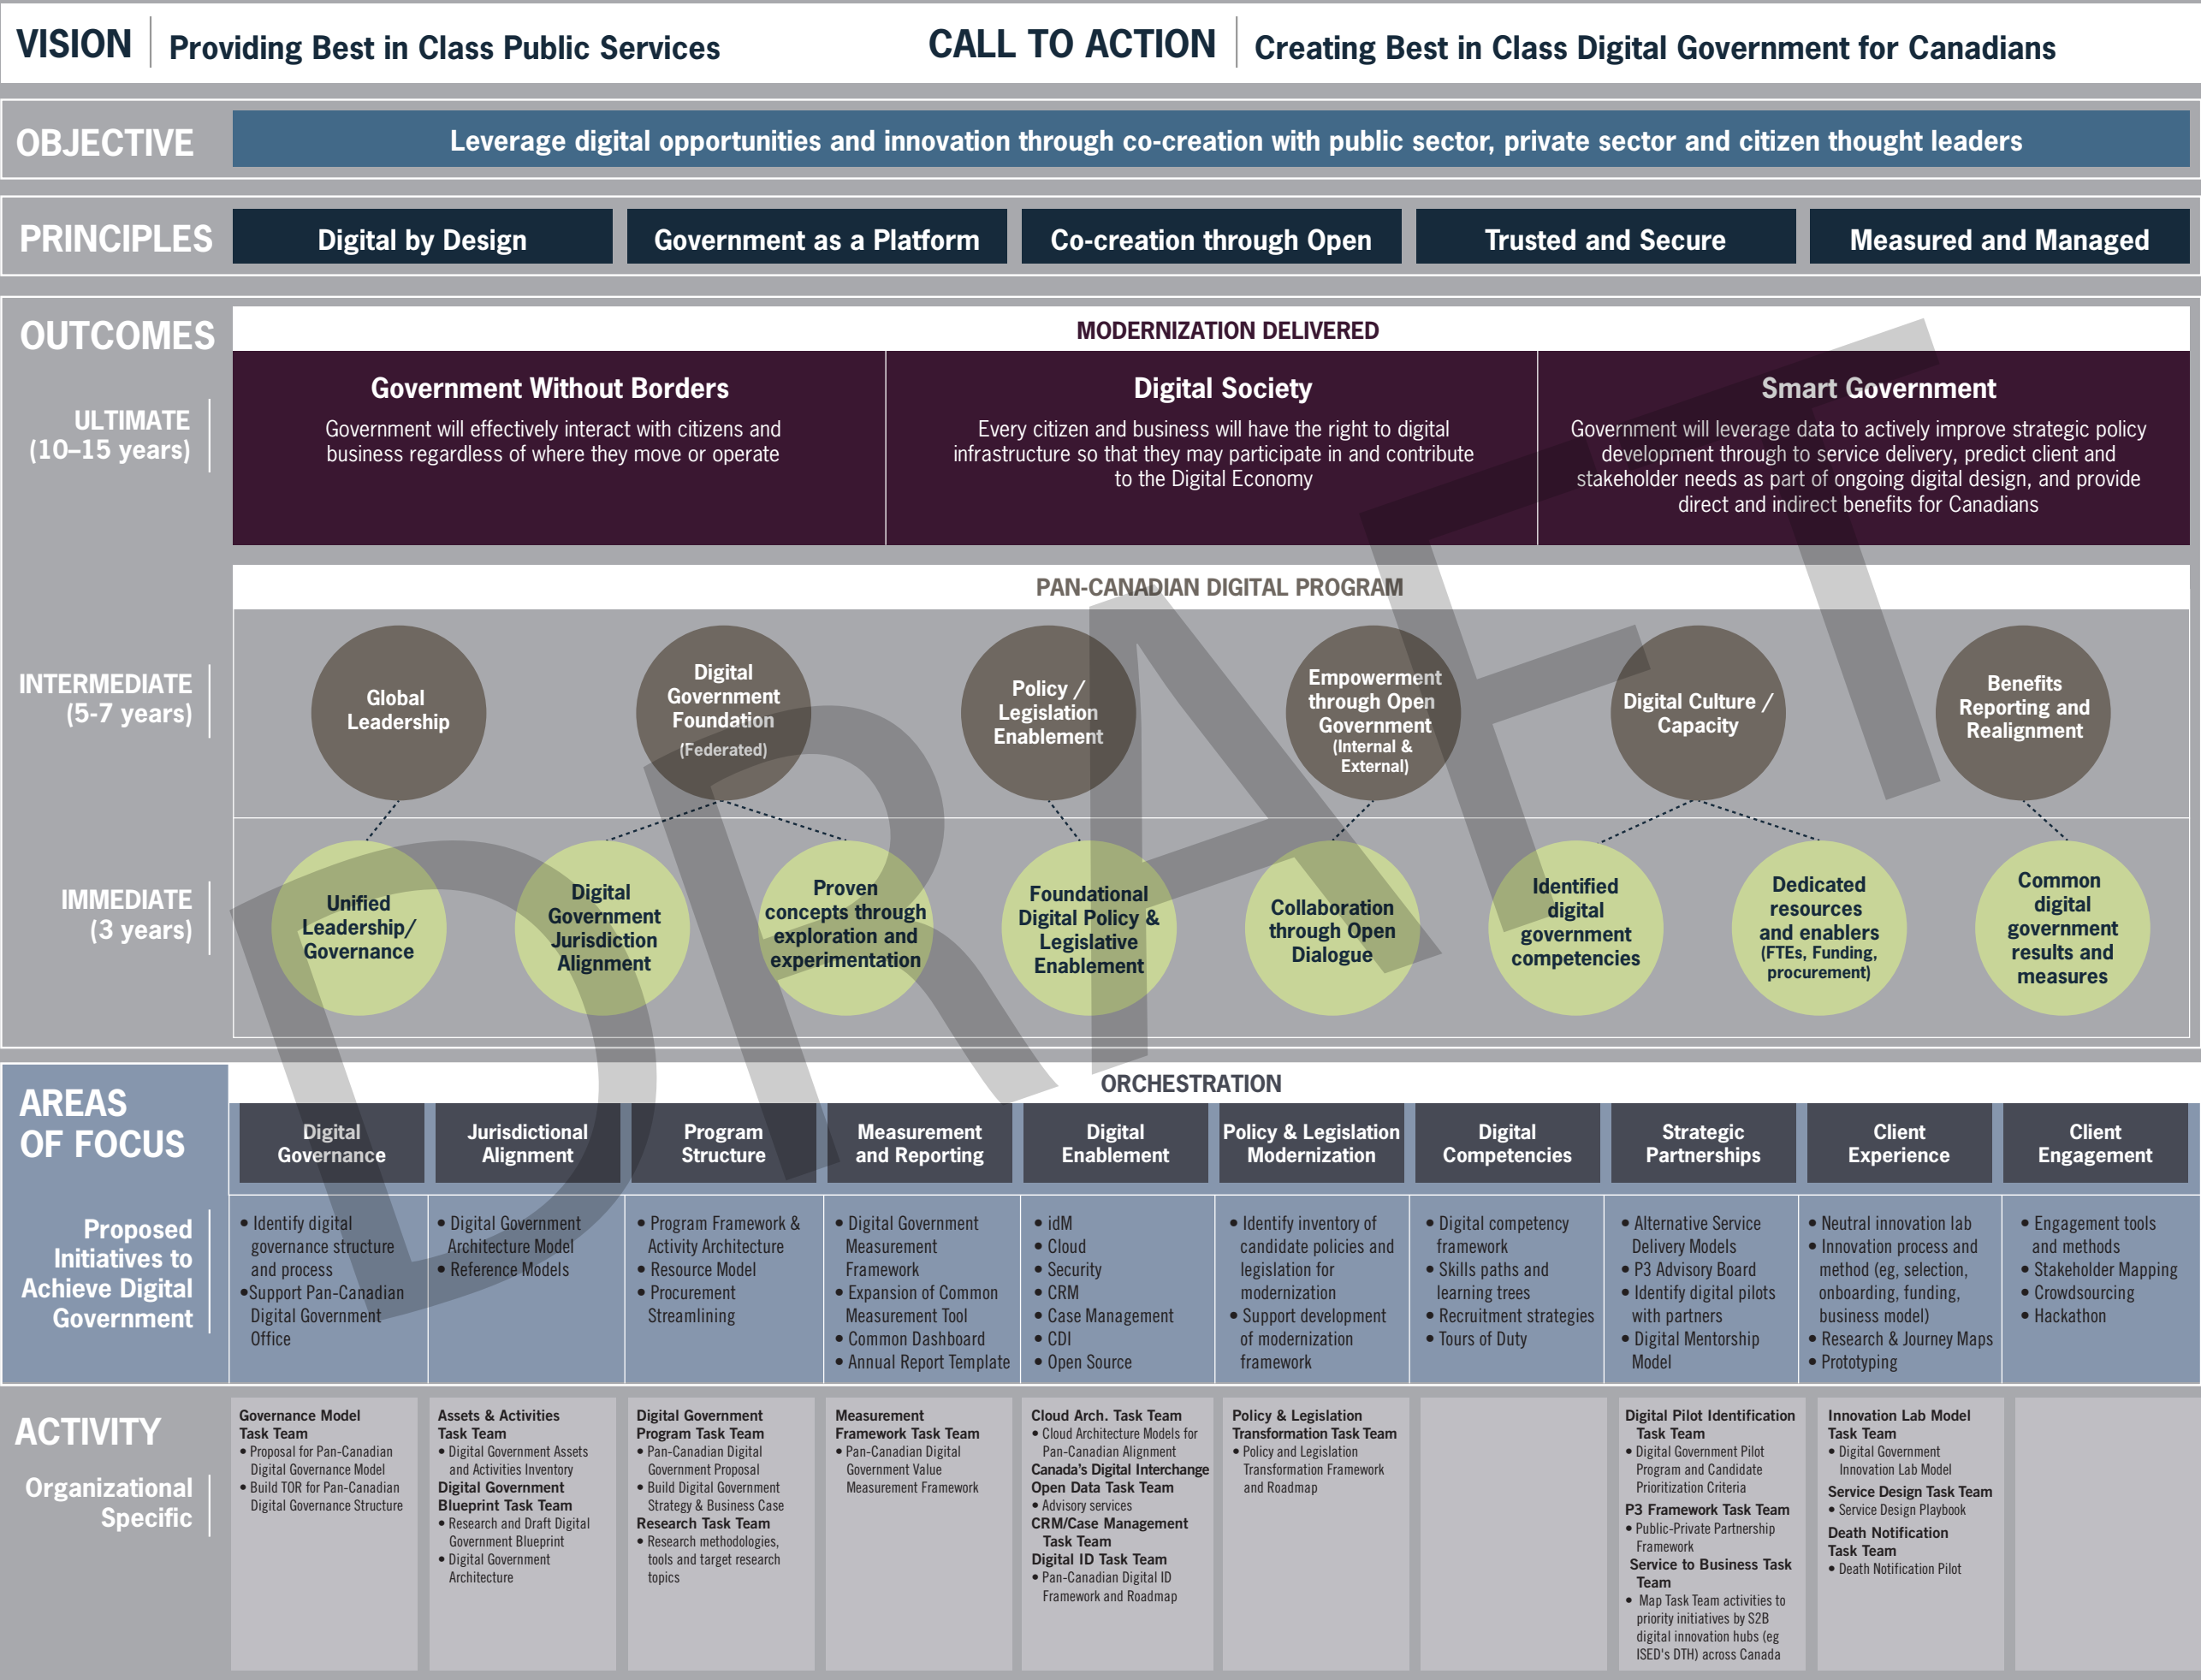 VISION
Providing Best in Class Public Services
CALL TO ACTION
Creating Best in Class Digital Government for Canadians
OBJECTIVE
Leverage digital opportunities and innovation through co-creation with public sector, private sector and citizen thought leaders
PRINCIPLES
Digital by Design
Government as a Platform
Co-creation through Open
Trusted and Secure
Measured and Managed
OUTCOMES
MODERNIZATION DELIVERED
ULTIMATE
(10–15 years)
Government Without Borders
Government will effectively interact with citizens and
business regardless of where they move or operate
Digital Society
Every citizen and business will have the right to digital
infrastructure so that they may participate in and contribute
to the Digital Economy
Smart Government
Government will leverage data to actively improve strategic policy
development through to service delivery, predict client and
stakeholder needs as part of ongoing digital design, and provide
direct and indirect benefits for Canadians
PAN-CANADIAN DIGITAL PROGRAM
INTERMEDIATE
(5-7 years)
Global
Leadership
Digital
Government
Foundation
(Federated)
Policy /
Legislation
Enablement
Empowerment
through Open
Government
(Internal &
External)
Digital Culture /
Capacity
Benefits
Reporting and
Realignment
IMMEDIATE
(3 years)
Unified
Leadership/
Governance
Digital
Government
Jurisdiction
Alignment
Proven
concepts through
exploration and
experimentation
Foundational
Digital Policy &
Legislative
Enablement
Collaboration
through Open
Dialogue
Identified
digital
government
competencies
Dedicated
resources
and enablers
(FTEs, Funding,
procurement)
Common
digital
government
results and
measures
DRAFT
AREAS
OF FOCUS
ORCHESTRATION
Digital
Governance
Jurisdictional
Alignment
Program
Structure
Measurement
and Reporting
Digital
Enablement
Policy & Legislation
Modernization
Digital
Competencies
Strategic
Partnerships
Client
Experience
Client
Engagement
Proposed
Initiatives to
Achieve Digital
Government
• Identify digital
governance structure
and process
•Support Pan-Canadian
Digital Government
Office
• Digital Government
Architecture Model
• Reference Models
• Program Framework &
Activity Architecture
• Resource Model
• Procurement
Streamlining
• Digital Government
Measurement
Framework
• Expansion of Common
Measurement Tool
• Common Dashboard
• Annual Report Template
• idM
• Cloud
• Security
• CRM
• Case Management
• CDI
• Open Source
• Identify inventory of
candidate policies and
legislation for
modernization
• Support development
of modernization
framework
• Digital competency
framework
• Skills paths and
learning trees
• Recruitment strategies
• Tours of Duty
• Alternative Service
Delivery Models
• P3 Advisory Board
• Identify digital pilots
with partners
• Digital Mentorship
Model
• Neutral innovation lab
• Innovation process and
method (eg, selection,
onboarding, funding,
business model)
• Research & Journey Maps
• Prototyping
• Engagement tools
and methods
• Stakeholder Mapping
• Crowdsourcing
• Hackathon
ACTIVITY
Organizational
Specific
Governance Model
Task Team
• Proposal for Pan-Canadian
Digital Governance Model
• Build TOR for Pan-Canadian
Digital Governance Structure
Assets & Activities
Task Team
• Digital Government Assets
and Activities Inventory
Digital Government
Blueprint Task Team
• Research and Draft Digital
Government Blueprint
• Digital Government
Architecture
Digital Government
Program Task Team
• Pan-Canadian Digital
Government Proposal
• Build Digital Government
Strategy & Business Case
Research Task Team
• Research methodologies,
tools and target research
topics
Measurement
Framework Task Team
• Pan-Canadian Digital
Government Value
Measurement Framework
Cloud Arch. Task Team
• Cloud Architecture Models for
Pan-Canadian Alignment
Canada's Digital Interchange
Open Data Task Team
• Advisory services
CRM/Case Management
Task Team
Digital ID Task Team
• Pan-Canadian Digital ID
Framework and Roadmap
Policy & Legislation
Transformation Task Team
• Policy and Legislation
Transformation Framework
and Roadmap
Digital Pilot Identification
Task Team
• Digital Government Pilot
Program and Candidate
Prioritization Criteria
P3 Framework Task Team
• Public-Private Partnership
Framework
Service to Business Task
Team
• Map Task Team activities to
priority initiatives by S2B
digital innovation hubs (eg
ISED's DTH) across Canada
Innovation Lab Model
Task Team
• Digital Government
Innovation Lab Model
Service Design Task Team
• Service Design Playbook
Death Notification
Task Team
• Death Notification Pilot